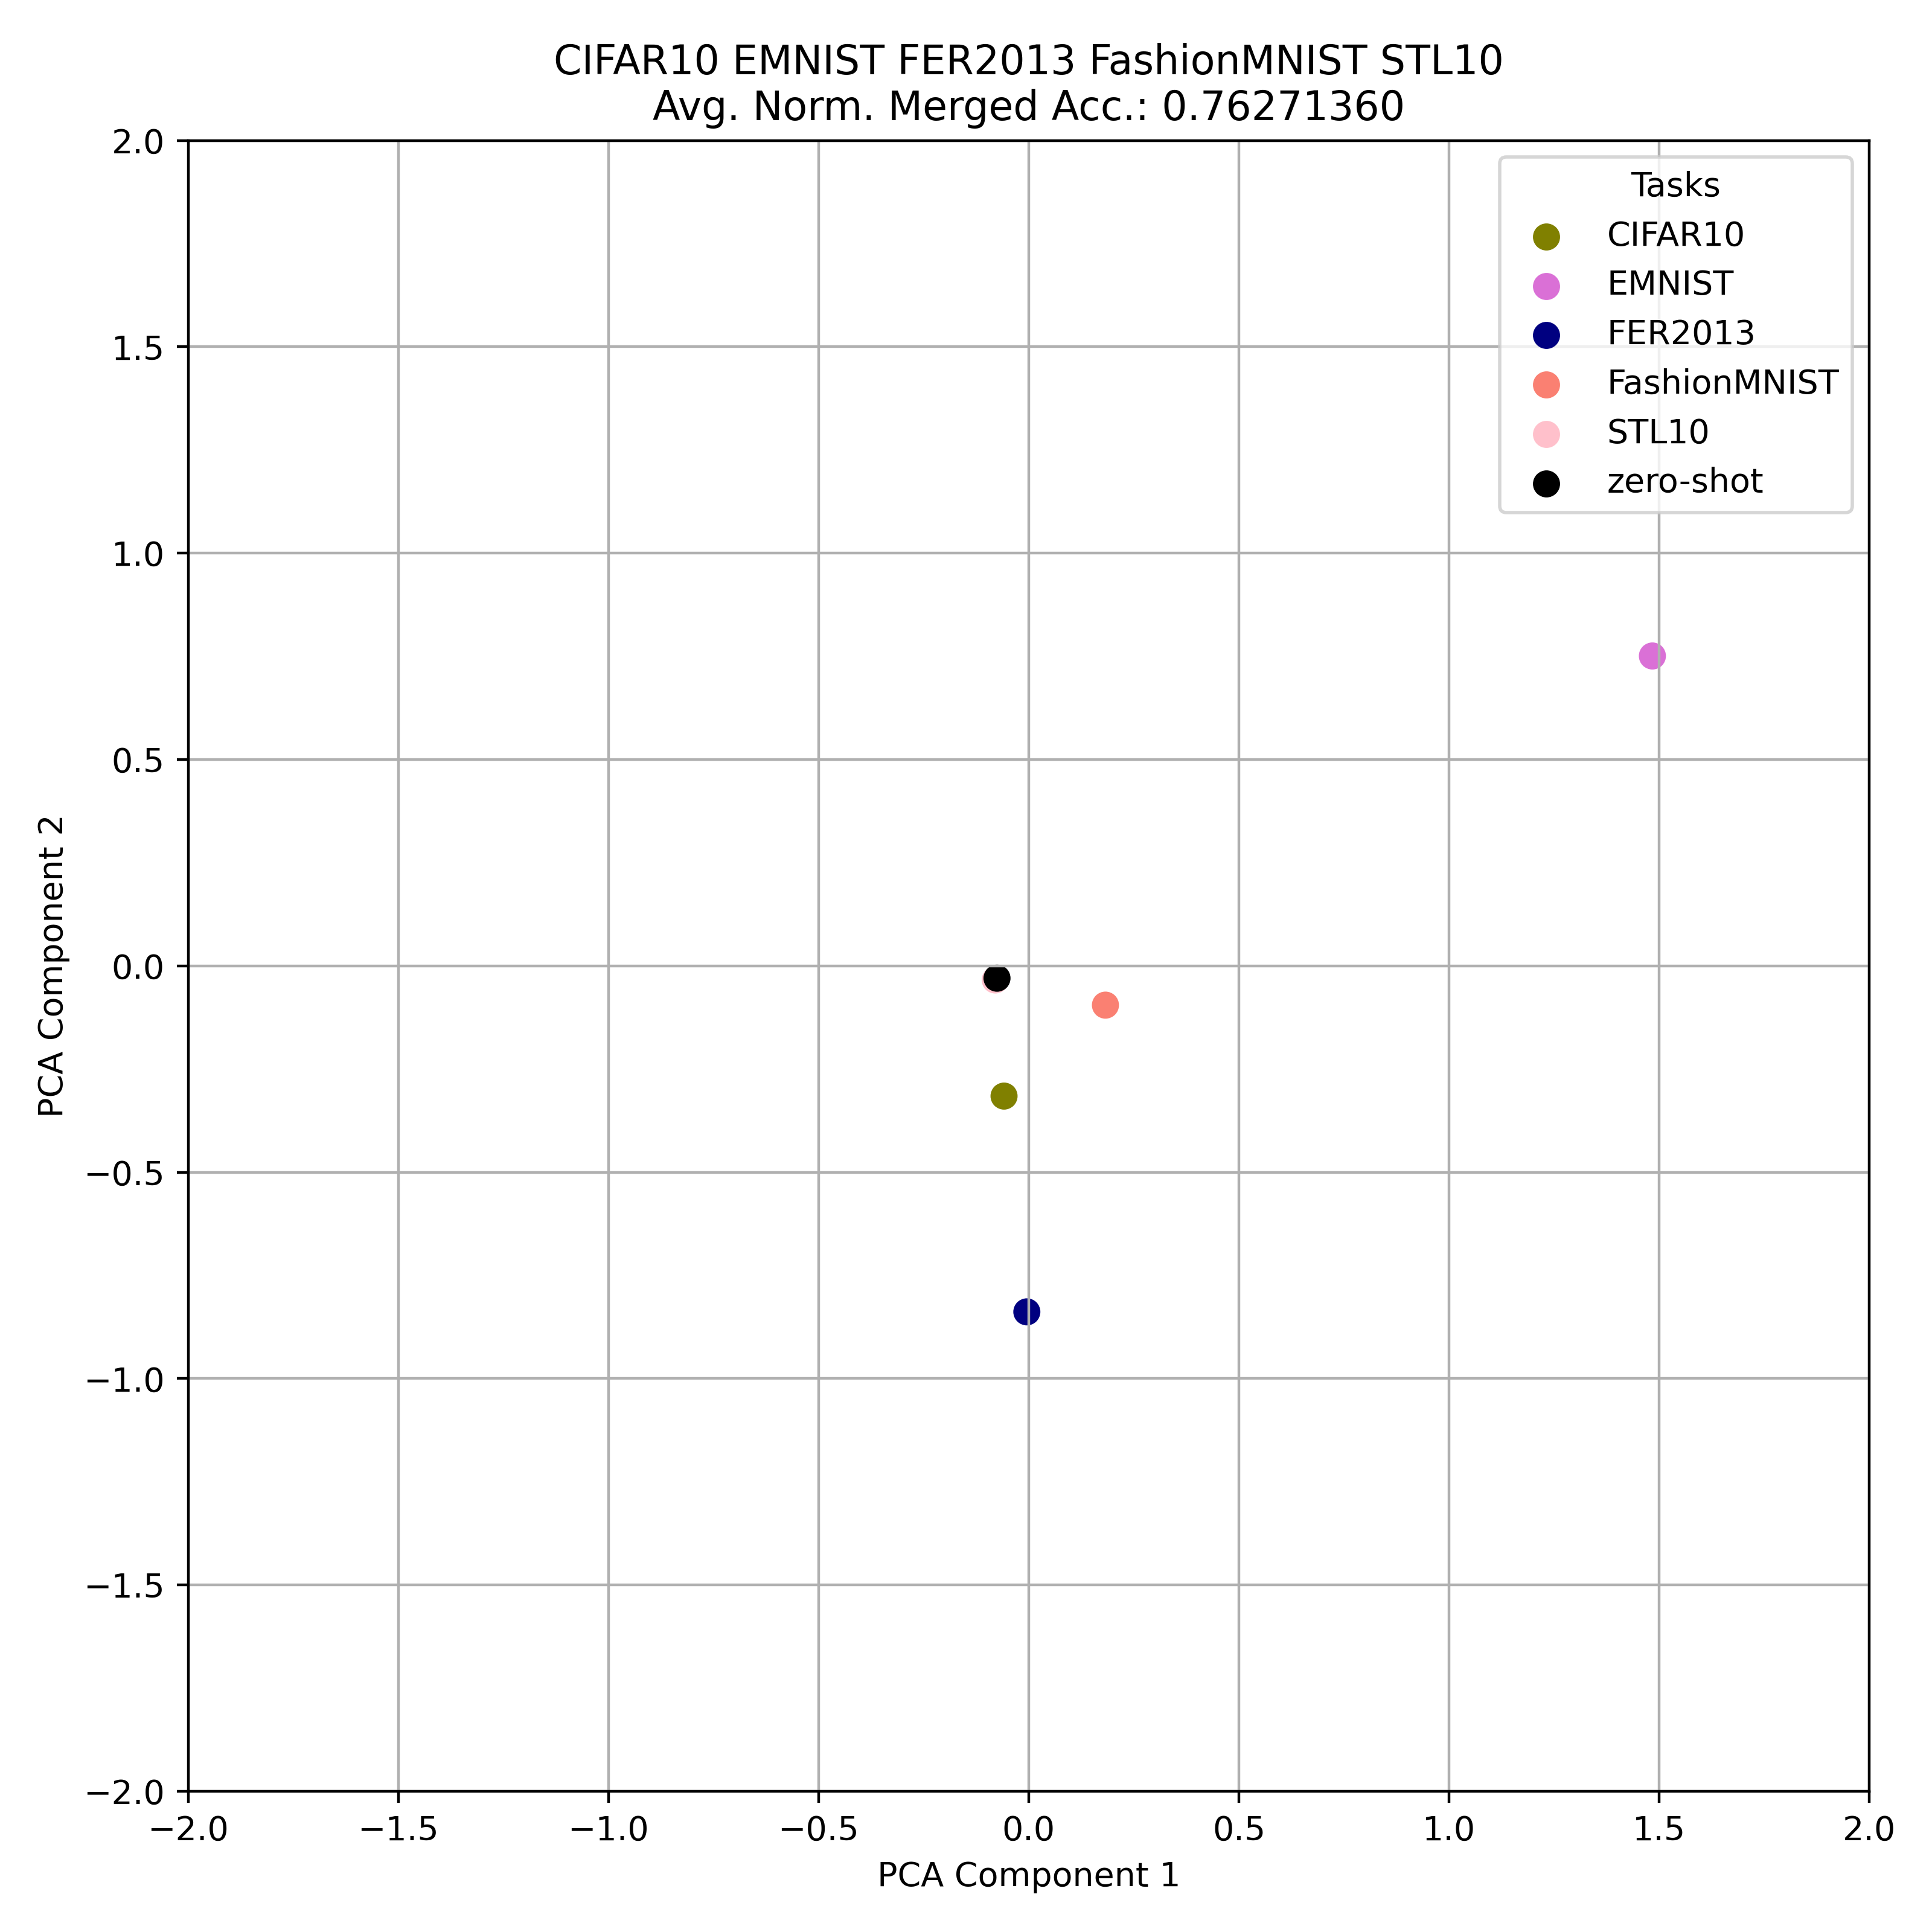 CIFAR10 EMNIST FER2013 FashionMNIST STL10
Avg. Norm. Merged Acc.: 0.76271360
Tasks
CIFAR10
EMNIST
FER2013
FashionMNIST
STL10
zero-shot
2.0
1.5
1.0
0.5
0.0
−0.5
−1.0
−1.5
−2.0
PCA Component 2
−2.0 −1.5 −1.0 −0.5 0.0 0.5 1.0 1.5 2.0
PCA Component 1